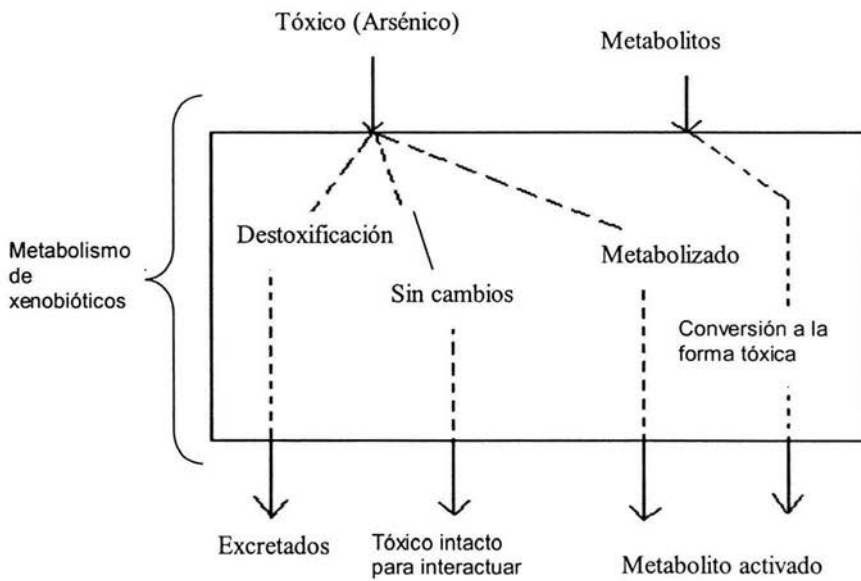 Tóxico (Arsénico)
Metabolitos
Metabolismo
de
xenobióticos
Destoxificación
Sin cambios
Metabolizado
Conversión a la
forma tóxica
Excretados
Tóxico intacto
para interactuar
Metabolito activado